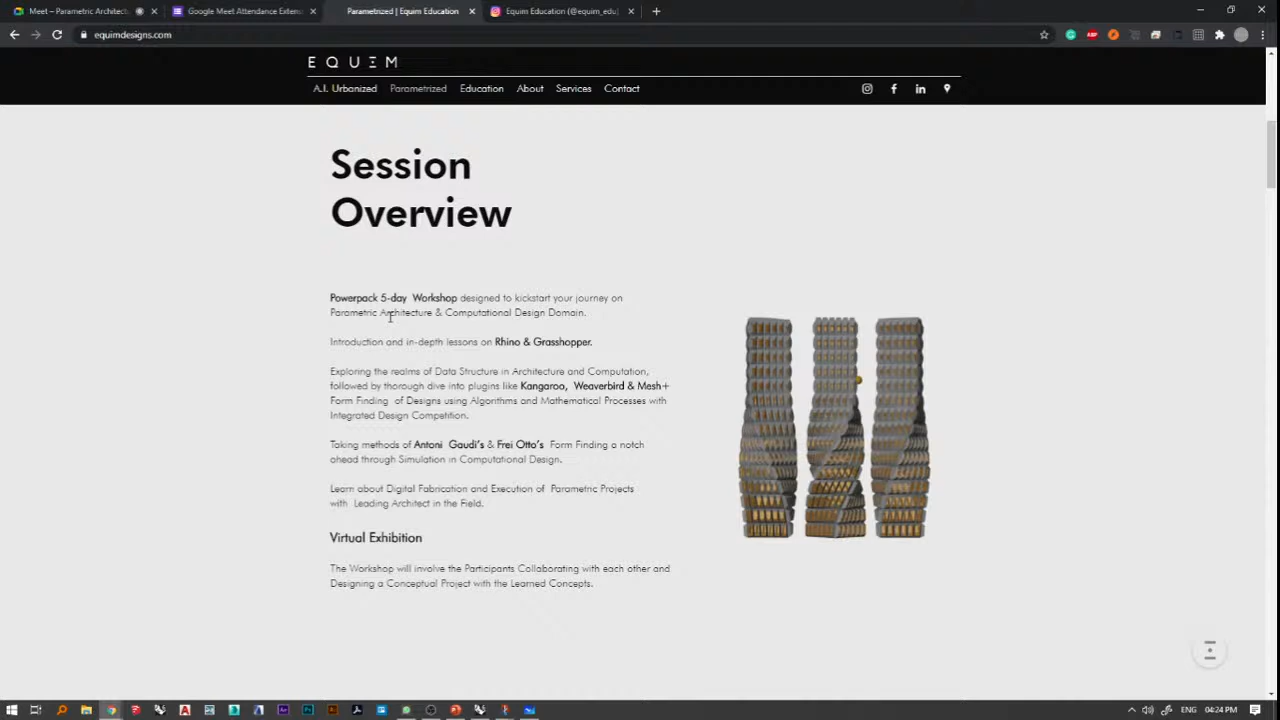 Meet – Parametric Architect
Google Meet Attendance Exten
Parametrized | Equim Education
Equim Education (@equim_edu)
equimdesigns.com
EQUIM
A.I. Urbanized Parametrized Education About Services Contact
Session
Overview
Powerpack 5-day Workshop designed to kickstart your journey on
Parametric Architecture & Computational Design Domain.
Introduction and in-depth lessons on Rhino & Grasshopper.
Exploring the realms of Data Structure in Architecture and Computation,
followed by thorough dive into plugins like Kangaroo, Weaverbird & Mesh+
Form Finding of Designs using Algorithms and Mathematical Processes with
Integrated Design Competition.
Taking methods of Antoni Gaudi's & Frei Otto's Form Finding a notch
ahead through Simulation in Computational Design.
Learn about Digital Fabrication and Execution of Parametric Projects
with Leading Architect in the Field.
Virtual Exhibition
The Workshop will involve the Participants Collaborating with each other and
Designing a Conceptual Project with the Learned Concepts.
ENG 04:24 PM